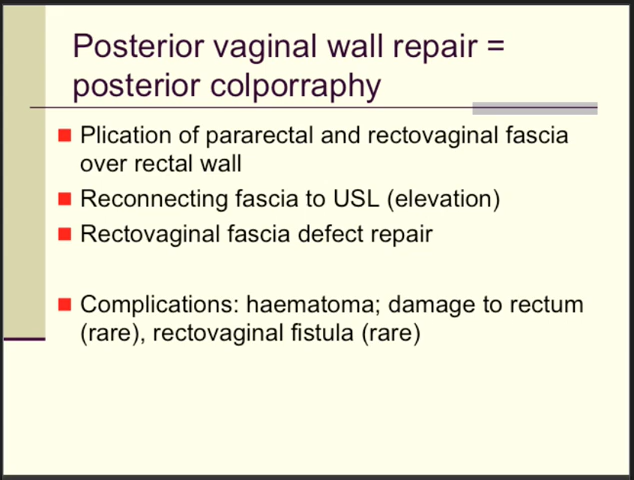 Posterior vaginal wall repair =
posterior colporraphy
Plication of pararectal and rectovaginal fascia
over rectal wall
Reconnecting fascia to USL (elevation)
Rectovaginal fascia defect repair
Complications: haematoma; damage to rectum
(rare), rectovaginal fistula (rare)